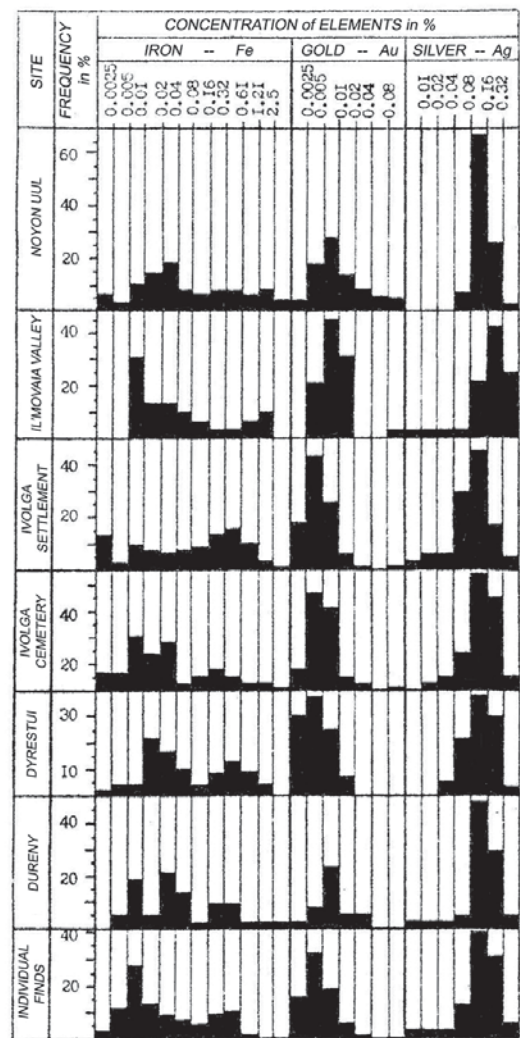 CONCENTRATION of ELEMENTS in %
SITE
FREQUENCY in %
IRON -- Fe
GOLD -- Au
SILVER -- Ag
0.0025
0.005
0.01
0.02
0.04
0.08
0.16
0.32
0.61
1.21
2.5
0.0025
0.005
0.01
0.02
0.04
0.08
0.01
0.02
0.04
0.08
0.16
0.32
NOYON UUL
60
40
20
IL'MOVAIA VALLEY
40
20
IVOLGA
SETTLEMENT
40
20
IVOLGA
CEMETERY
40
20
DYRESTUI
30
10
DURENY
40
20
INDIVIDUAL
FINDS
40
20